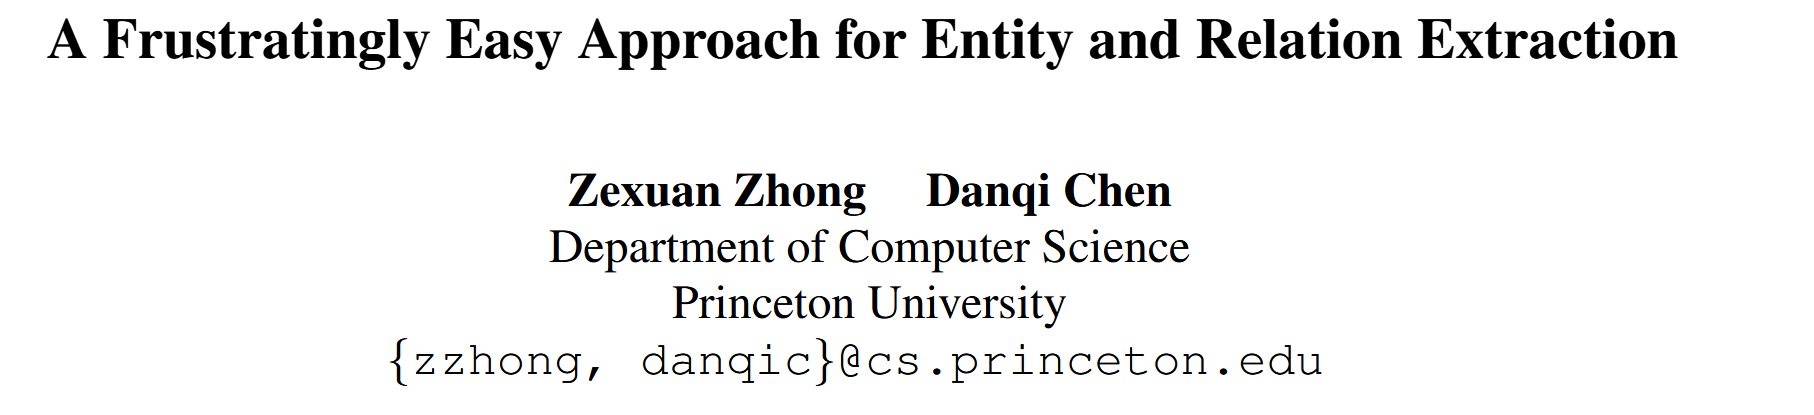 A Frustratingly Easy Approach for Entity and Relation Extraction
Zexuan Zhong Danqi Chen
Department of Computer Science
Princeton University
{zzhong, danqic}@cs.princeton.edu